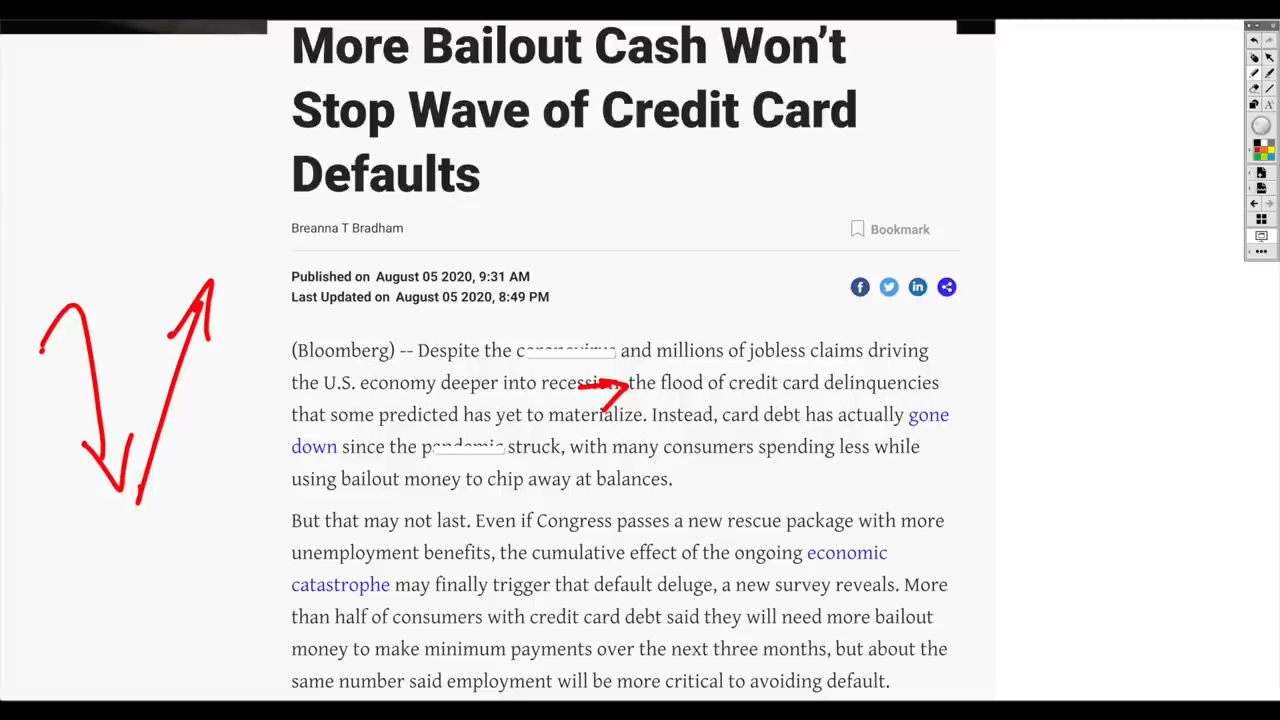 More Bailout Cash Won't
Stop Wave of Credit Card
Defaults
Breanna T Bradham
Bookmark
Published on August 05 2020, 9:31 AM
Last Updated on August 05 2020, 8:49 PM
(Bloomberg) -- Despite the and millions of jobless claims driving
the U.S. economy deeper into recession, the flood of credit card delinquencies
that some predicted has yet to materialize. Instead, card debt has actually gone
down since the struck, with many consumers spending less while
using bailout money to chip away at balances.
But that may not last. Even if Congress passes a new rescue package with more
unemployment benefits, the cumulative effect of the ongoing economic
catastrophe may finally trigger that default deluge, a new survey reveals. More
than half of consumers with credit card debt said they will need more bailout
money to make minimum payments over the next three months, but about the
same number said employment will be more critical to avoiding default.